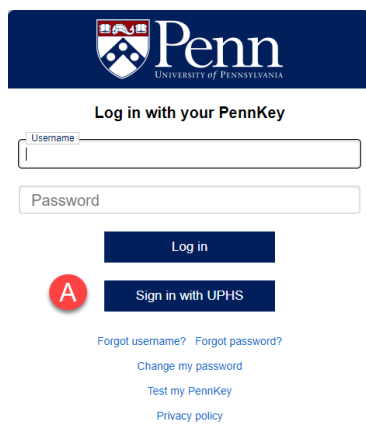 Penn
UNIVERSITY of PENNSYLVANIA
Log in with your PennKey
Username
Password
Log in
A
Sign in with UPHS
Forgot username? Forgot password?
Change my password
Test my PennKey
Privacy policy